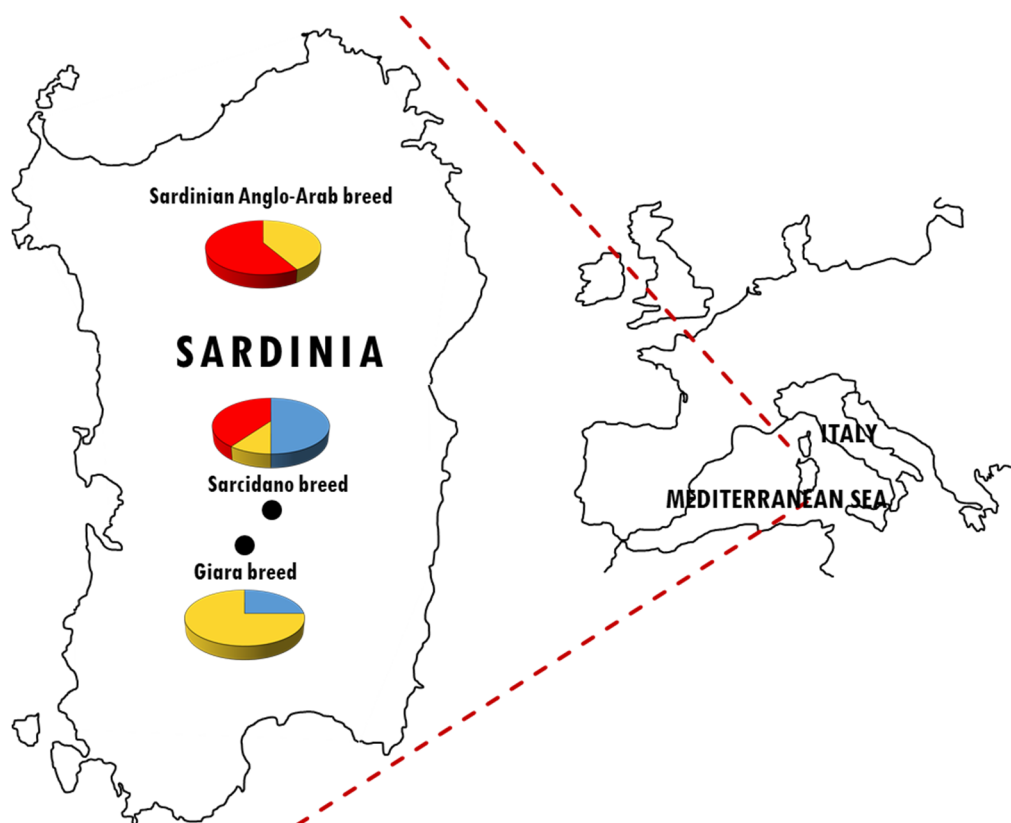 Sardinian Anglo-Arab breed
SARDINIA
Sarcidano breed
Giara breed
ITALY
MEDITERRANEAN SEA